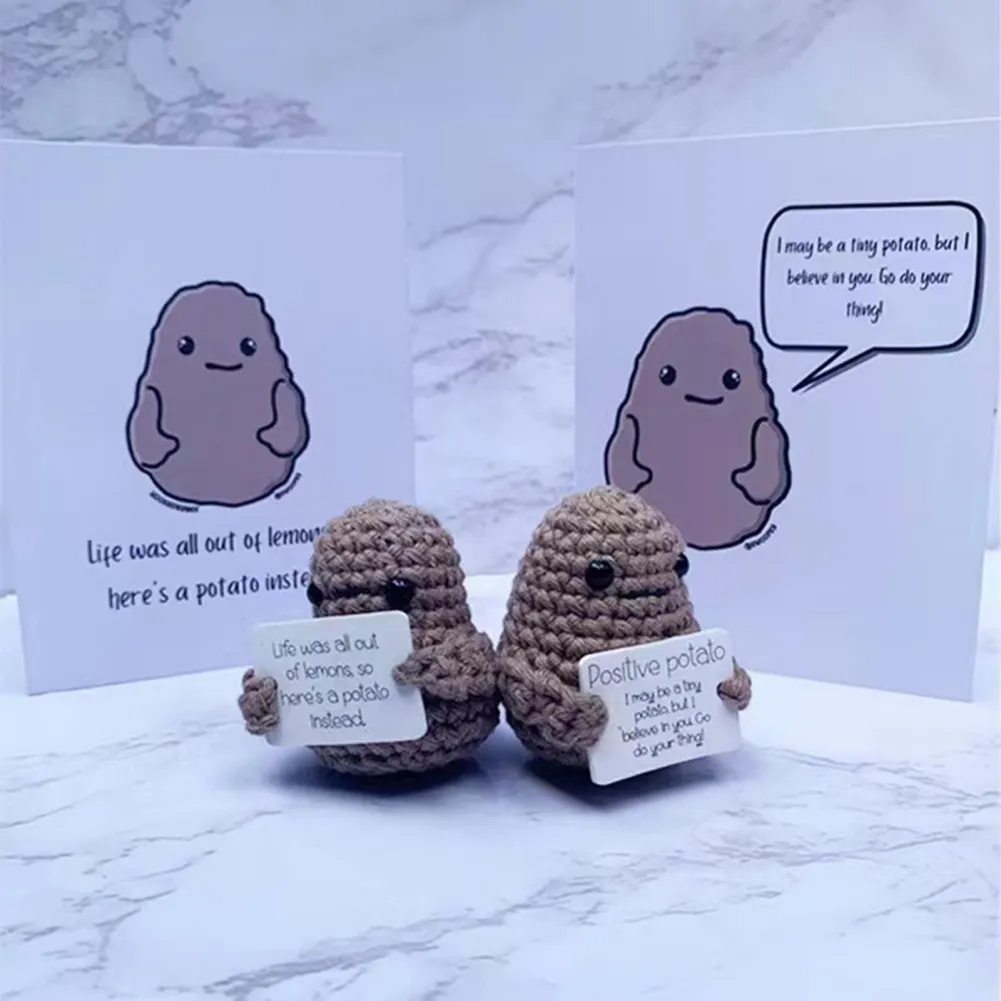 I may be a tiny potato, but I
believe in you. Go do your
thing!
Life was all out of lemon
here's a potato inste
Life was all out
of lemons, so
here's a potato
instead.
Positive potato
I may be a tiny
potato, but I
believe in you. Go
do your thing!